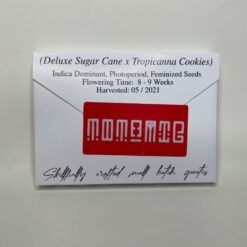 (Deluxe Sugar Cane x Tropicanna Cookies)
Indica Dominant, Photoperiod, Feminized Seeds
Flowering Time: 8 - 9 Weeks
Harvested: 05 / 2021
Skillfully crafted small batch genetics